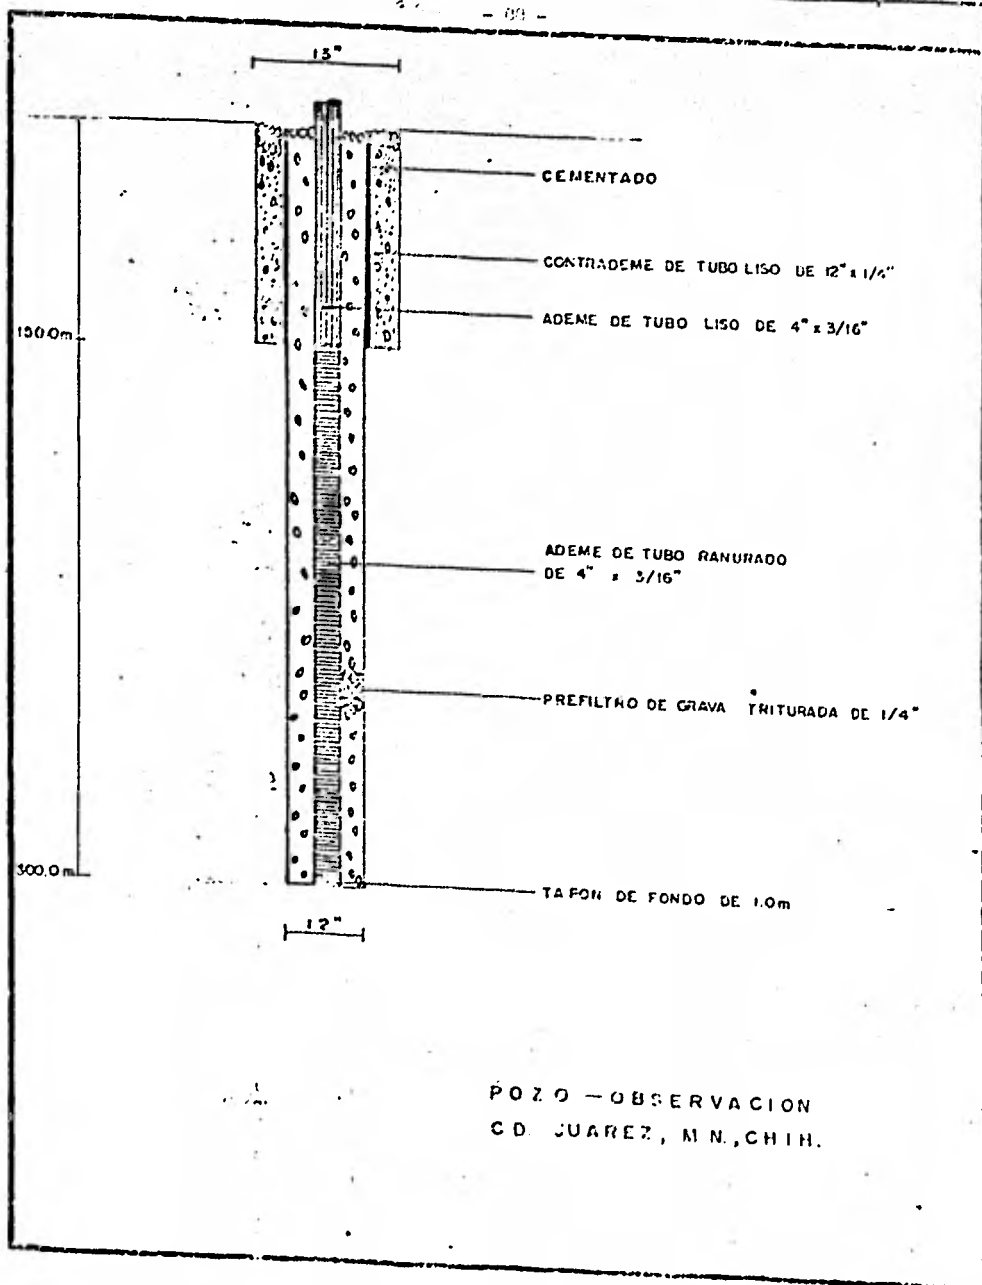 13"
CEMENTADO
CONTRADEME DE TUBO LISO DE 12" x 1/4"
ADEME DE TUBO LISO DE 4" x 3/16"
150.0m
ADEME DE TUBO RANURADO
DE 4" x 3/16"
PREFILTRO DE GRAVA TRITURADA DE 1/4"
300.0m
TAPON DE FONDO DE 1.0m
12"
POZO - OBSERVACION
CD. JUAREZ, M N., CHIH.